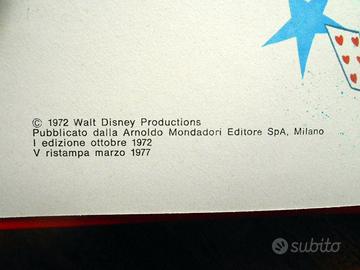 © 1972 Walt Disney Productions
Pubblicato dalla Arnoldo Mondadori Editore SpA, Milano
I edizione ottobre 1972
V ristampa marzo 1977
subito